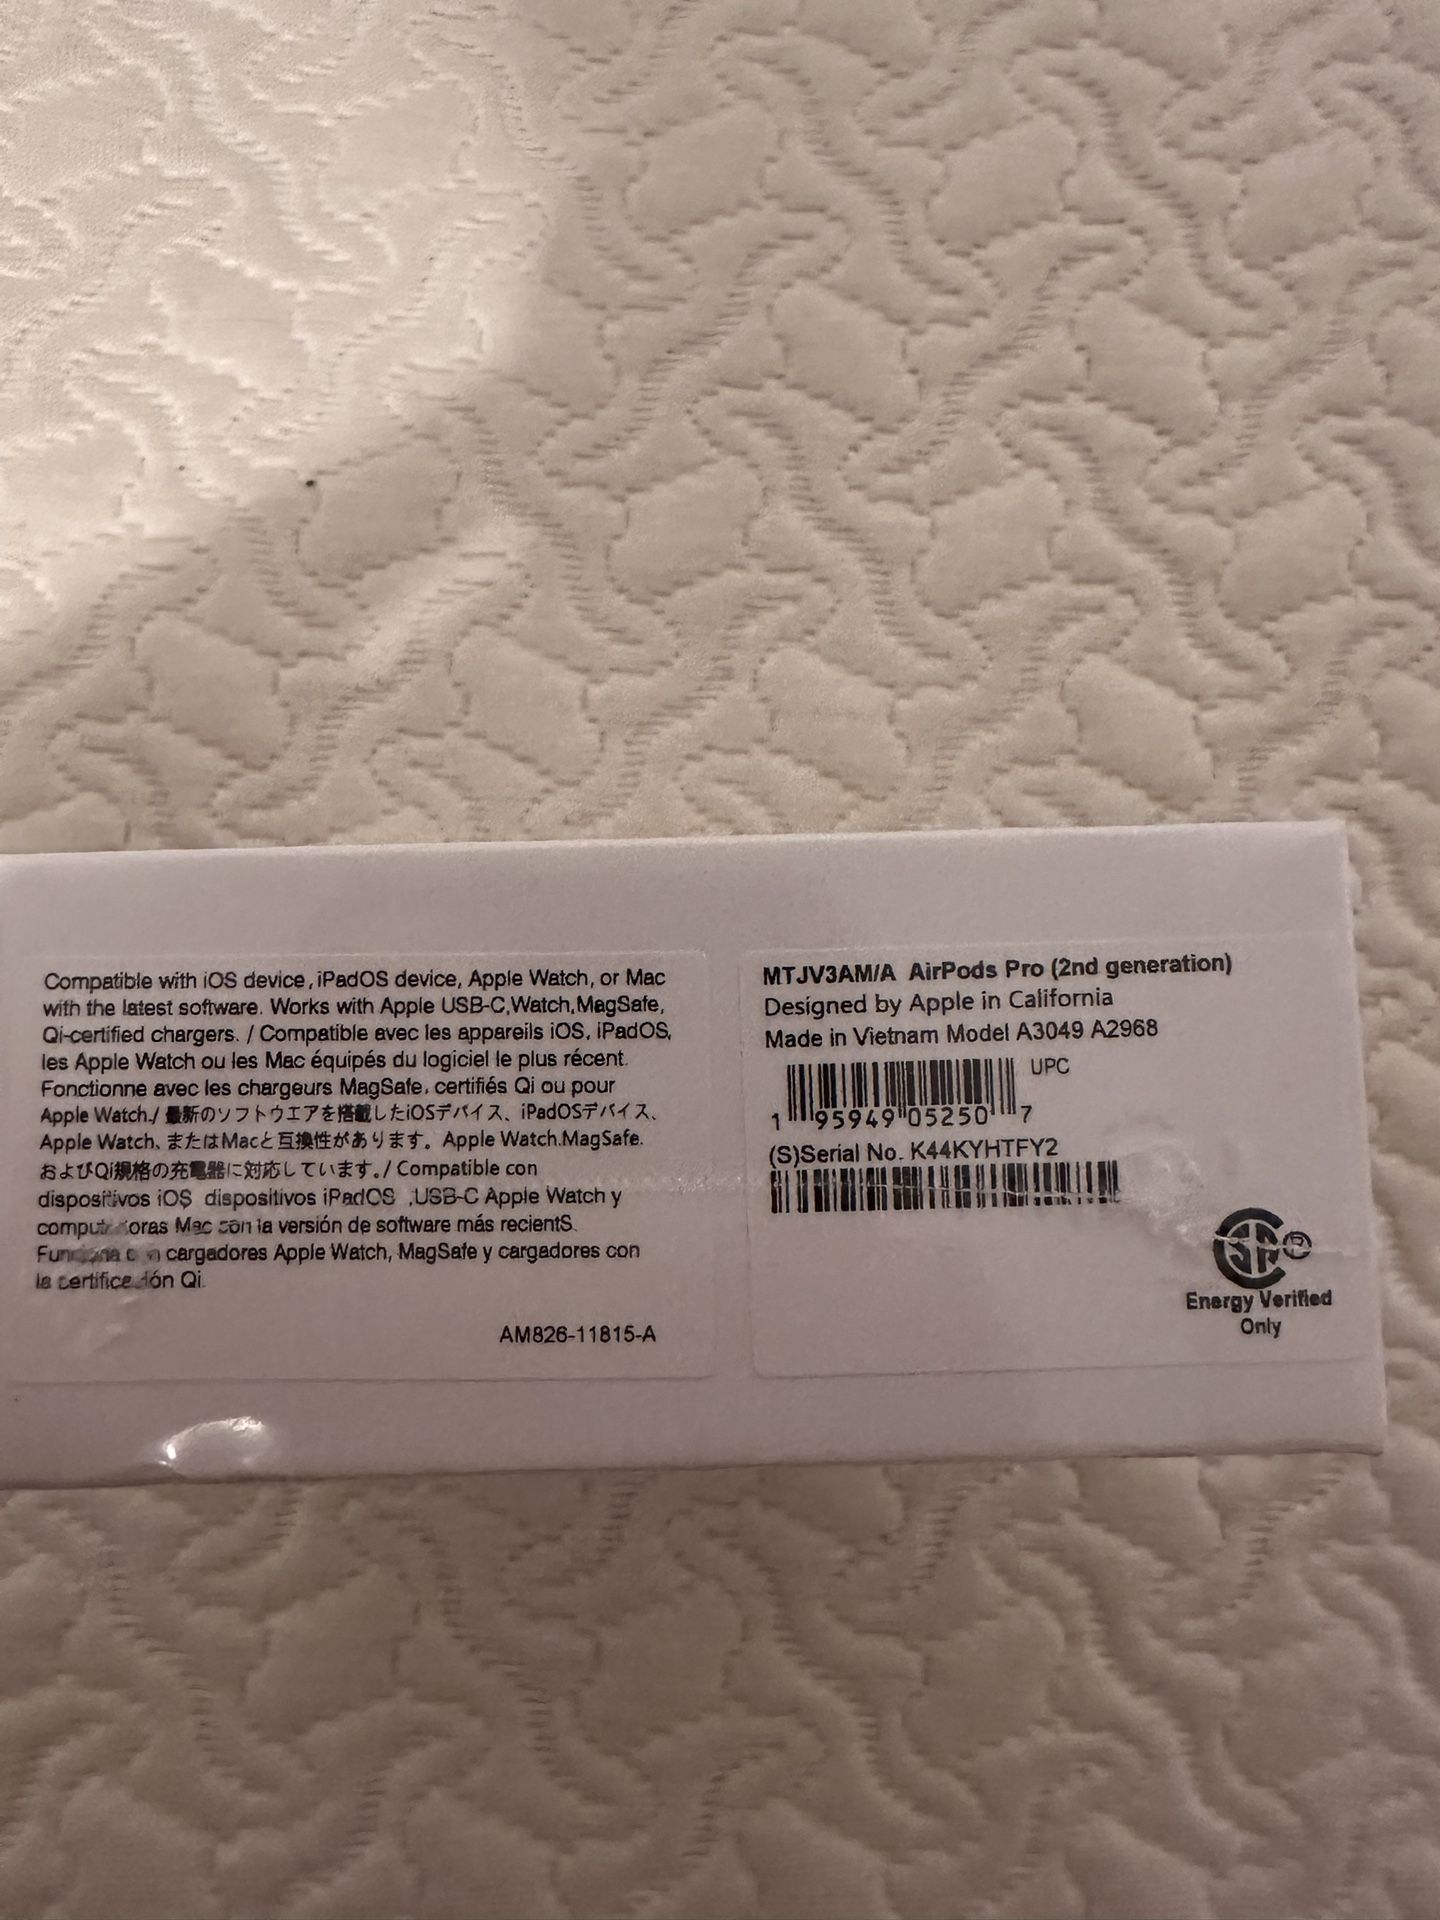 Compatible with iOS device, iPadOS device, Apple Watch, or Mac
with the latest software. Works with Apple USB-C,Watch,MagSafe,
Qi-certified chargers. / Compatible avec les appareils iOS, iPadOS,
les Apple Watch ou les Mac équipés du logiciel le plus récent.
Fonctionne avec les chargeurs MagSafe, certifiés Qi ou pour
Apple Watch./ 最新のソフトウエアを搭載したiOSデバイス、iPadOSデバイス、
Apple Watch、またはMacと互換性があります。Apple Watch.MagSafe.
およびQi規格の充電器に対応しています。/ Compatible con
dispositivos iOS dispositivos iPadOS ,USB-C Apple Watch y
Mac con la versión de software más recientS.
cargadores Apple Watch, MagSafe y cargadores con
la Qi.
AM826-11815-A
MTJV3AM/A AirPods Pro (2nd generation)
Designed by Apple in California
Made in Vietnam Model A3049 A2968
UPC
1 95949 05250 7
(S)Serial No. K44KYHTFY2
Energy Verified
Only